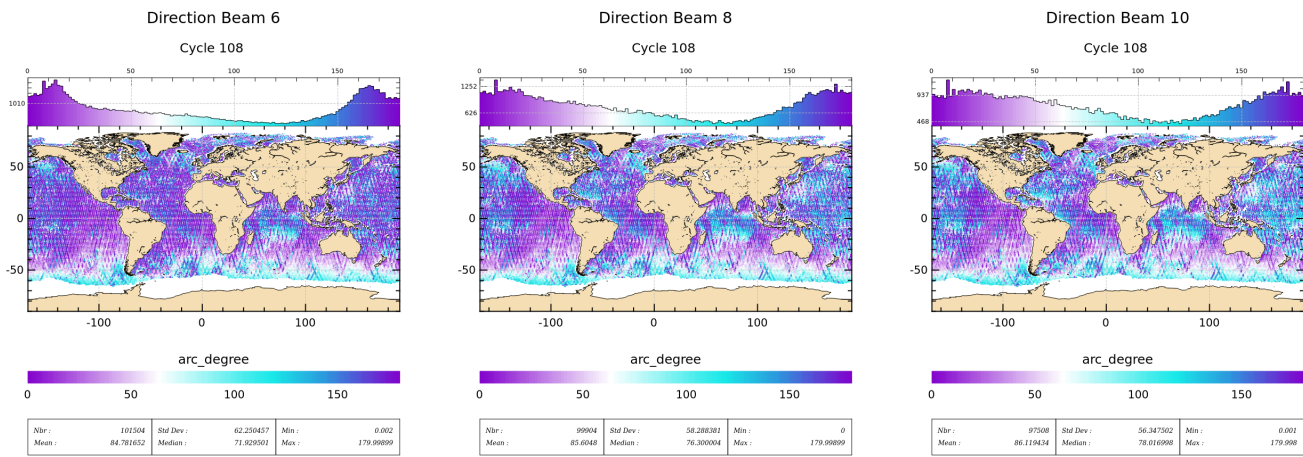 Direction Beam 6
Cycle 108
0 50 100 150
1010
50
0
-50
-100 0 100
arc_degree
0 50 100 150
Nbr : 101504 Std Dev : 62.250457 Min : 0.002
Mean : 84.781652 Median : 71.929501 Max : 179.99899
Direction Beam 8
Cycle 108
0 50 100 150
1252
626
50
0
-50
-100 0 100
arc_degree
0 50 100 150
Nbr : 99904 Std Dev : 58.288381 Min : 0
Mean : 85.6048 Median : 76.300004 Max : 179.99899
Direction Beam 10
Cycle 108
0 50 100 150
937
468
50
0
-50
-100 0 100
arc_degree
0 50 100 150
Nbr : 97508 Std Dev : 56.347502 Min : 0.001
Mean : 86.119434 Median : 78.016998 Max : 179.998